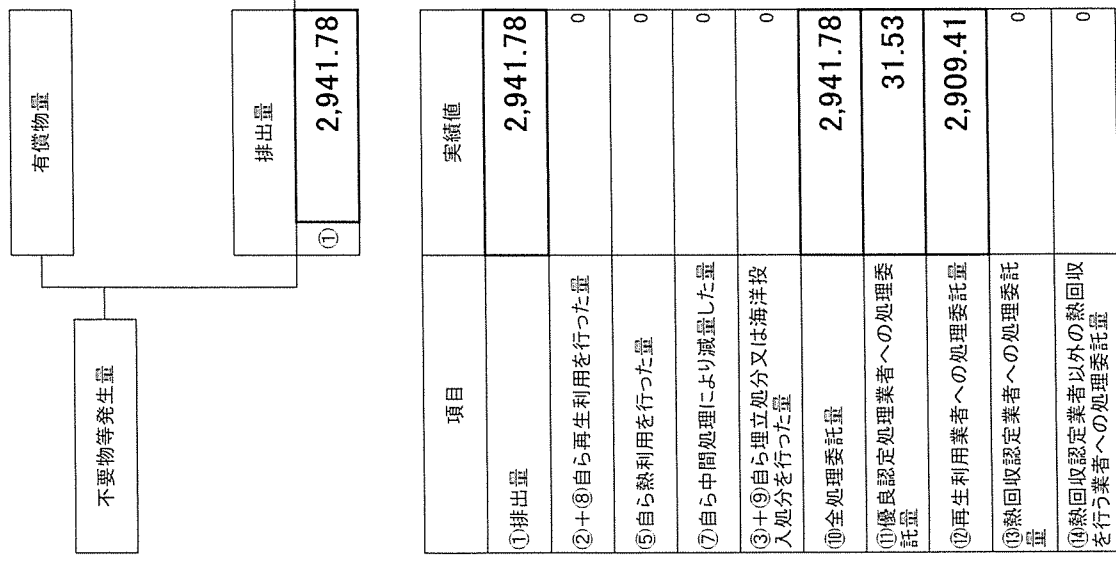 有償物量
不要物等発生量
排出量
① 2,941.78
項目 実績値
①排出量 2,941.78
②+⑧自ら再生利用を行った量 0
⑤自ら熱利用を行った量 0
⑦自ら中間処理により減量した量 0
③+⑨自ら埋立処分又は海洋投
入処分を行った量 0
⑩全処理委託量 2,941.78
⑪優良認定処理業者への処理委
託量 31.53
⑫再生利用業者への処理委託量 2,909.41
⑬熱回収認定業者への処理委託
量 0
⑭熱回収認定業者以外の熱回収
を行う業者への処理委託量 0